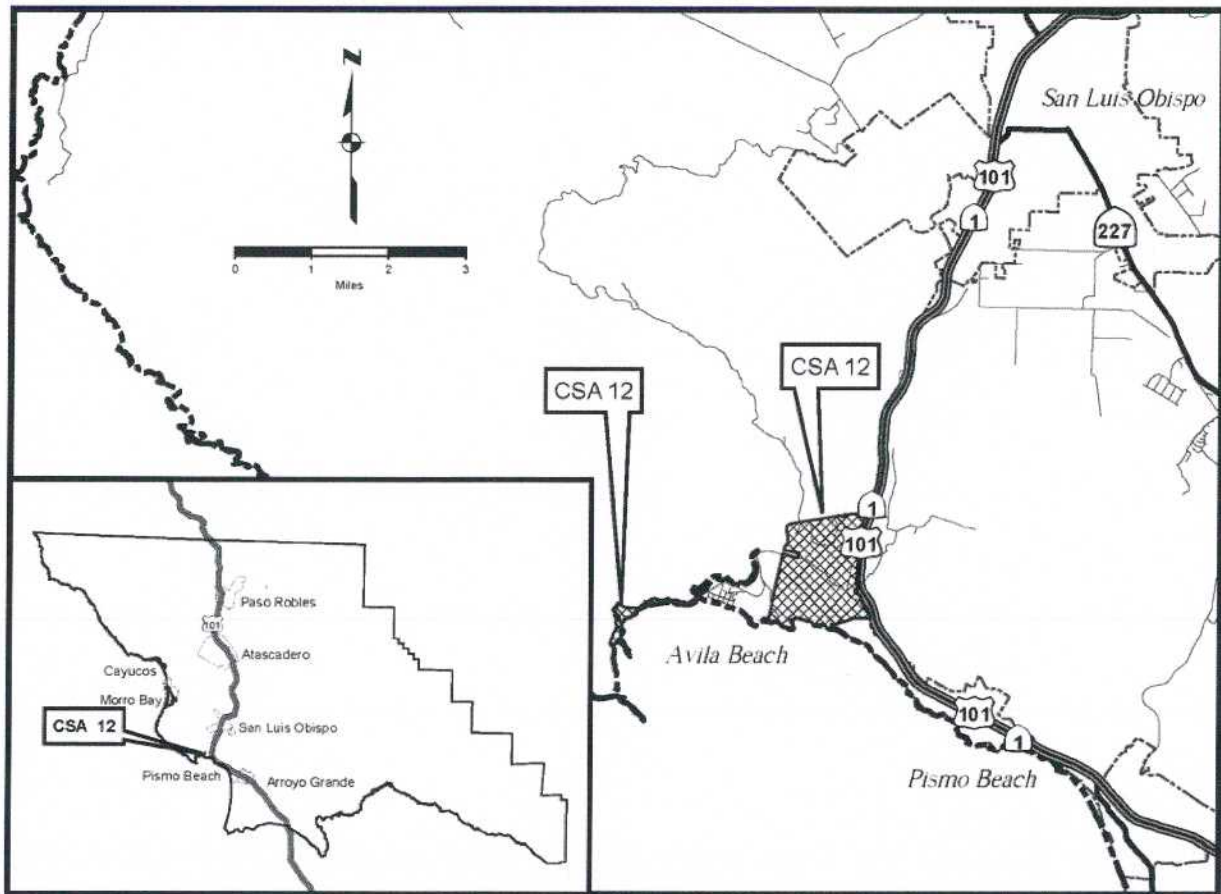 San Luis Obispo
Z
101
1
227
0 1 2 3
Miles
CSA 12
CSA 12
1
101
Avila Beach
101
1
Pismo Beach
Paso Robles
101
Atascadero
Cayucos
Morro Bay
CSA 12
San Luis Obispo
Pismo Beach
Arroyo Grande